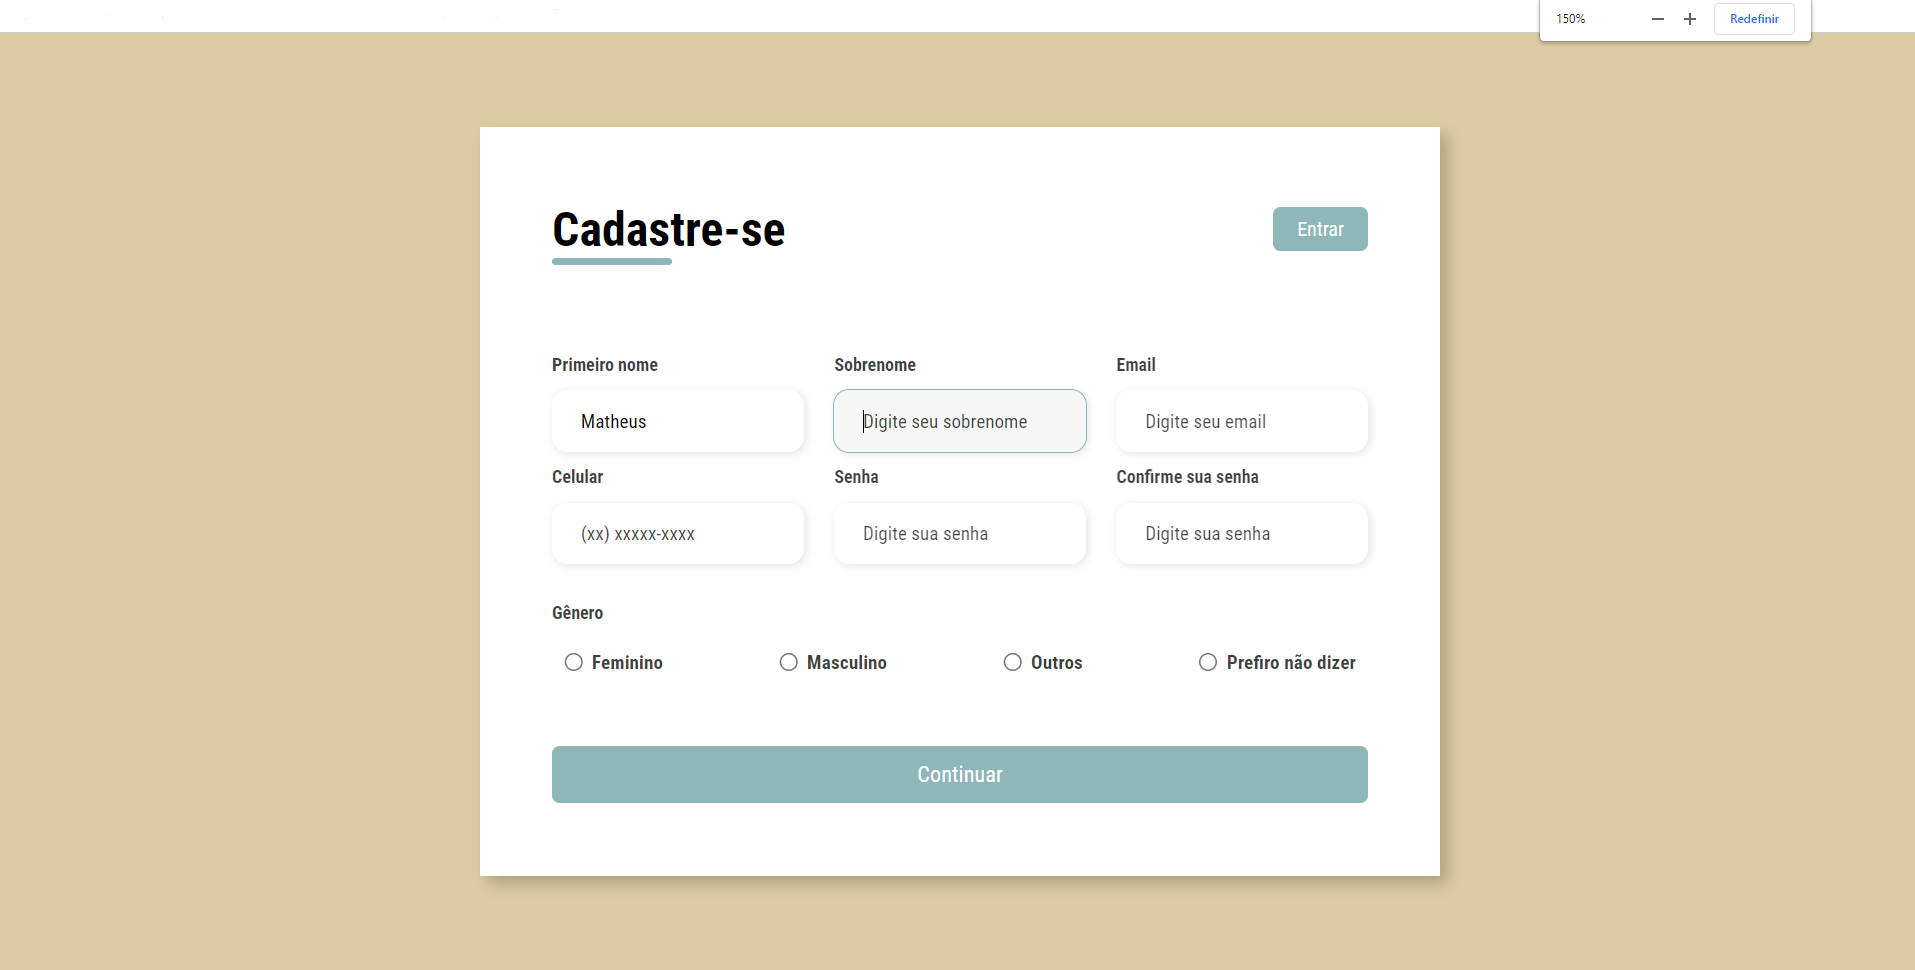 150%
Redefinir
Cadastre-se
Entrar
Primeiro nome
Sobrenome
Email
Matheus
Digite seu sobrenome
Digite seu email
Celular
Senha
Confirme sua senha
(xx) xxxxx-xxxx
Digite sua senha
Digite sua senha
Gênero
Feminino
Masculino
Outros
Prefiro não dizer
Continuar